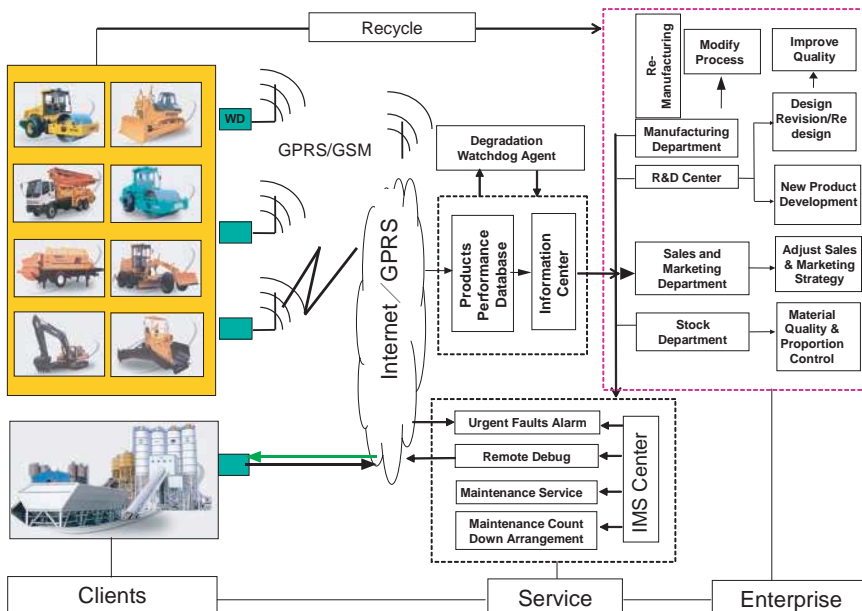 Recycle
WD
GPRS/GSM
Internet / GPRS
Degradation
Watchdog Agent
Products
Performance
Database
Information
Center
Re-
Manufacturing
Modify
Process
Improve
Quality
Manufacturing
Department
Design
Revision/Re
design
R&D Center
New Product
Development
Sales and
Marketing
Department
Adjust Sales
& Marketing
Strategy
Stock
Department
Material
Quality &
Proportion
Control
Urgent Faults Alarm
Remote Debug
Maintenance Service
Maintenance Count
Down Arrangement
IMS Center
Clients
Service
Enterprise